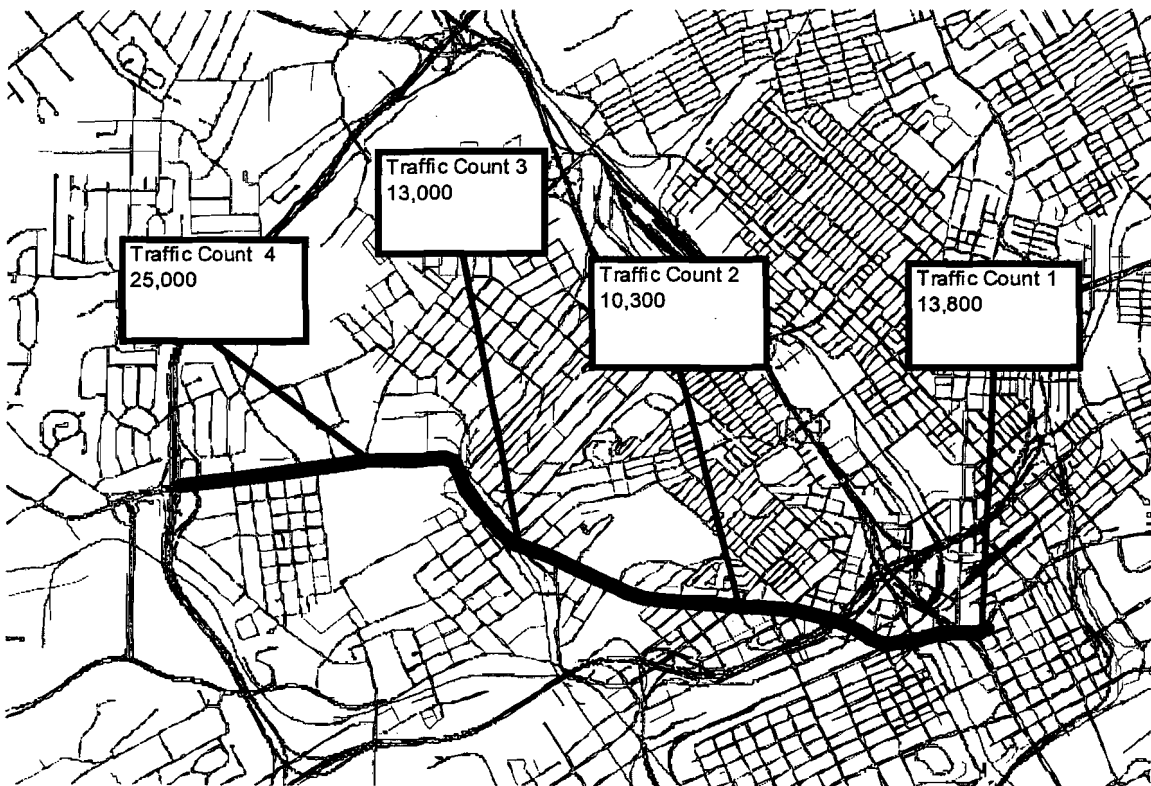 Traffic Count 3
13,000
Traffic Count 4
25,000
Traffic Count 2
10,300
Traffic Count 1
13,800